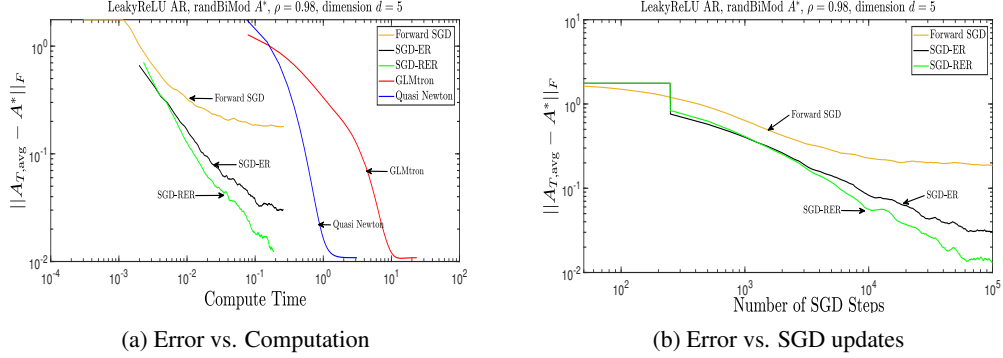 LeakyReLU AR, randBiMod A*, ρ = 0.98, dimension d = 5
||A_{T,avg} − A*||_F
10^0
10^{-1}
10^{-2}
Forward SGD
SGD-ER
SGD-RER
GLMtron
Quasi Newton
Forward SGD
SGD-ER
SGD-RER
GLMtron
Quasi Newton
10^{-4}
10^{-3}
10^{-2}
10^{-1}
10^0
10^1
10^2
Compute Time
(a) Error vs. Computation
LeakyReLU AR, randBiMod A*, ρ = 0.98, dimension d = 5
||A_{T,avg} − A*||_F
10^1
10^0
10^{-1}
10^{-2}
Forward SGD
SGD-ER
SGD-RER
Forward SGD
SGD-ER
SGD-RER
10^2
10^3
10^4
10^5
Number of SGD Steps
(b) Error vs. SGD updates